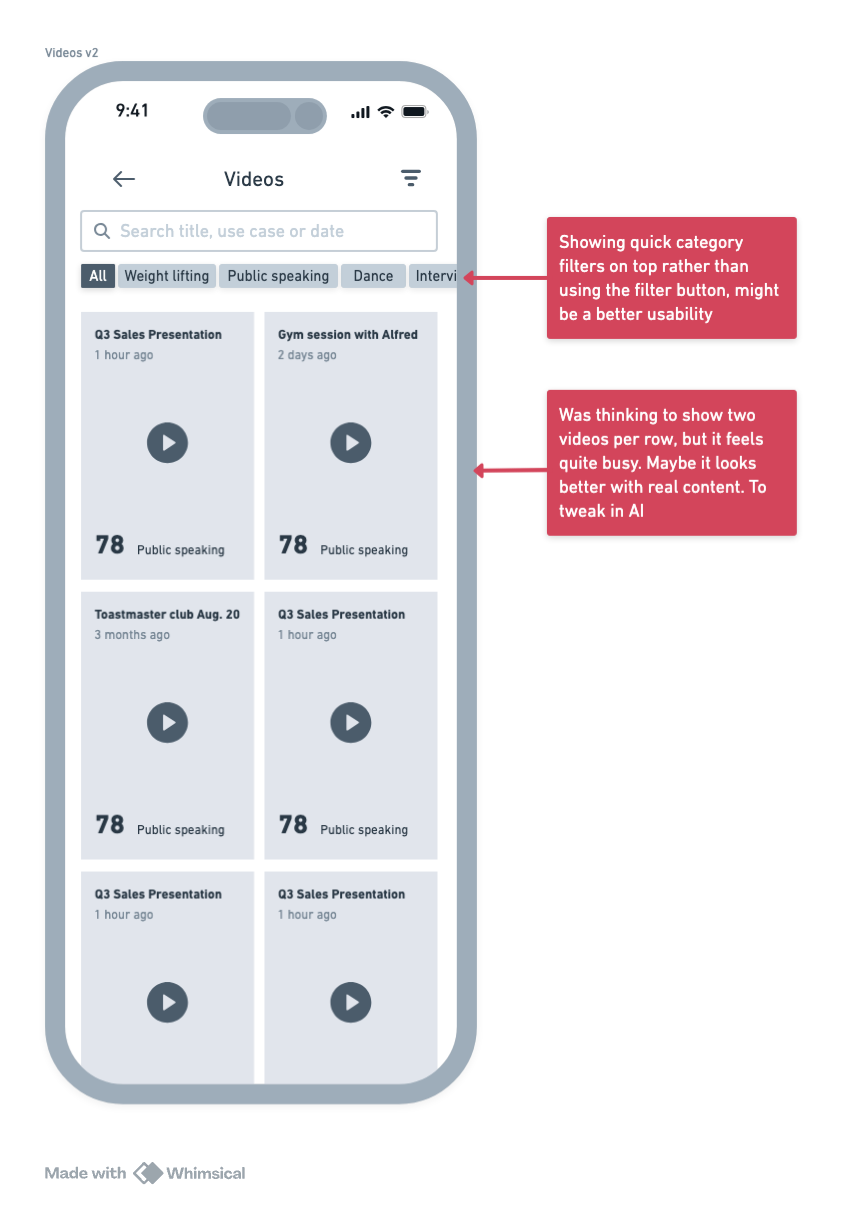 Videos v2
9:41
Videos
Search title, use case or date
All Weight lifting Public speaking Dance Intervi
Showing quick category
filters on top rather than
using the filter button, might
be a better usability
Q3 Sales Presentation
1 hour ago
78 Public speaking
Gym session with Alfred
2 days ago
78 Public speaking
Was thinking to show two
videos per row, but it feels
quite busy. Maybe it looks
better with real content. To
tweak in AI
Toastmaster club Aug. 20
3 months ago
78 Public speaking
Q3 Sales Presentation
1 hour ago
78 Public speaking
Q3 Sales Presentation
1 hour ago
Q3 Sales Presentation
1 hour ago
Made with Whimsical